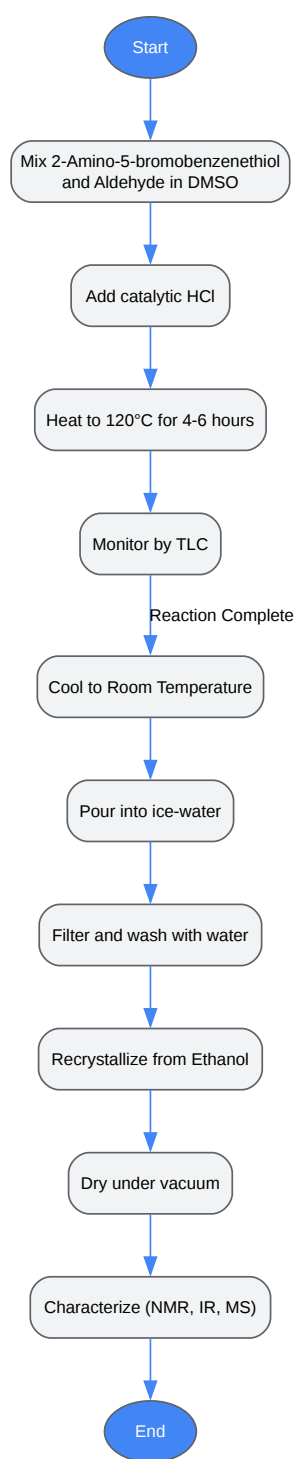 Start
Mix 2-Amino-5-bromobenzenethiol
and Aldehyde in DMSO
Add catalytic HCl
Heat to 120°C for 4-6 hours
Monitor by TLC
Reaction Complete
Cool to Room Temperature
Pour into ice-water
Filter and wash with water
Recrystallize from Ethanol
Dry under vacuum
Characterize (NMR, IR, MS)
End